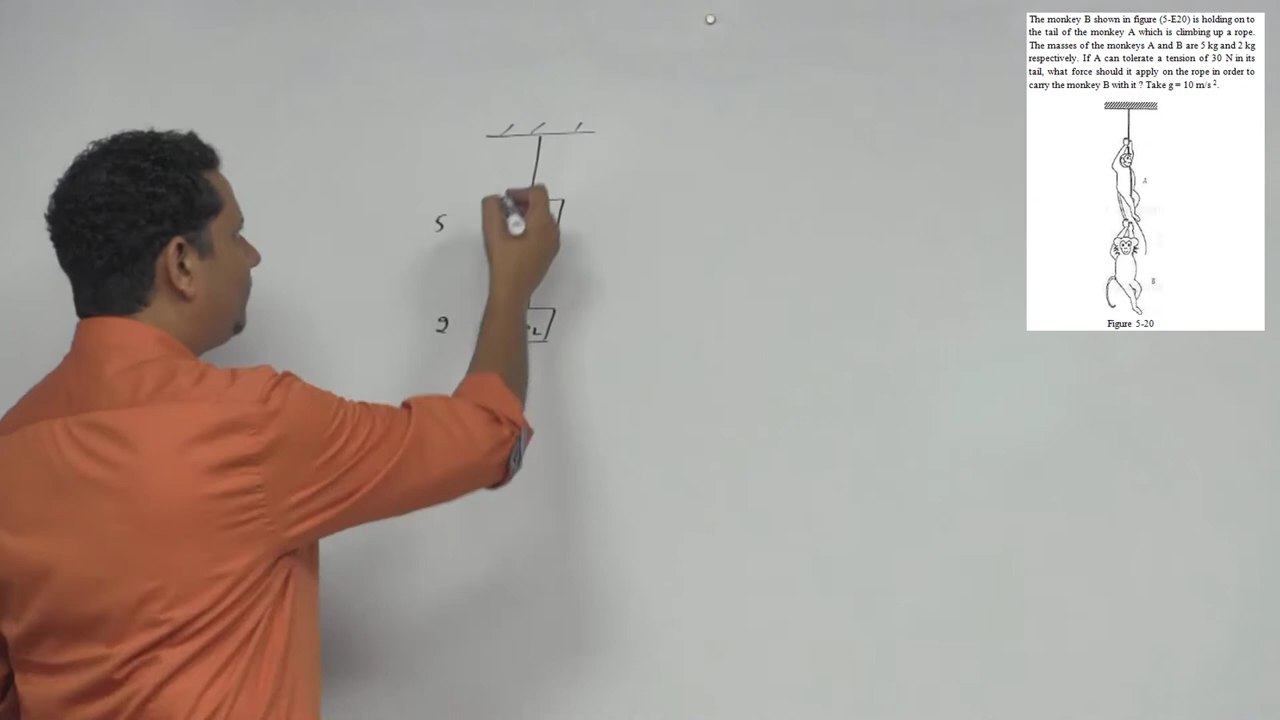 The monkey B shown in figure (5-E20) is holding on to
the tail of the monkey A which is climbing up a rope.
The masses of the monkeys A and B are 5 kg and 2 kg
respectively. If A can tolerate a tension of 30 N in its
tail, what force should it apply on the rope in order to
carry the monkey B with it ? Take g = 10 m/s ².
A
B
Figure 5-20
5
2